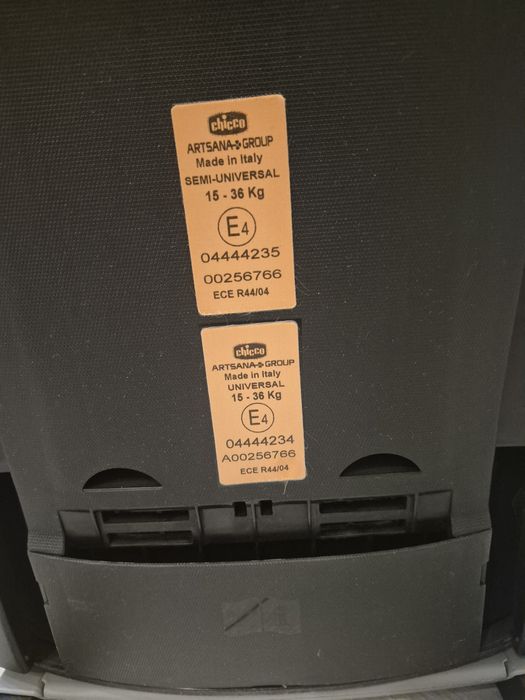 chicco
ARTSANA GROUP
Made in Italy
SEMI-UNIVERSAL
15 - 36 Kg
E4
04444235
00256766
ECE R44/04
chicco
ARTSANA GROUP
Made in Italy
UNIVERSAL
15 - 36 Kg
E4
04444234
A00256766
ECE R44/04